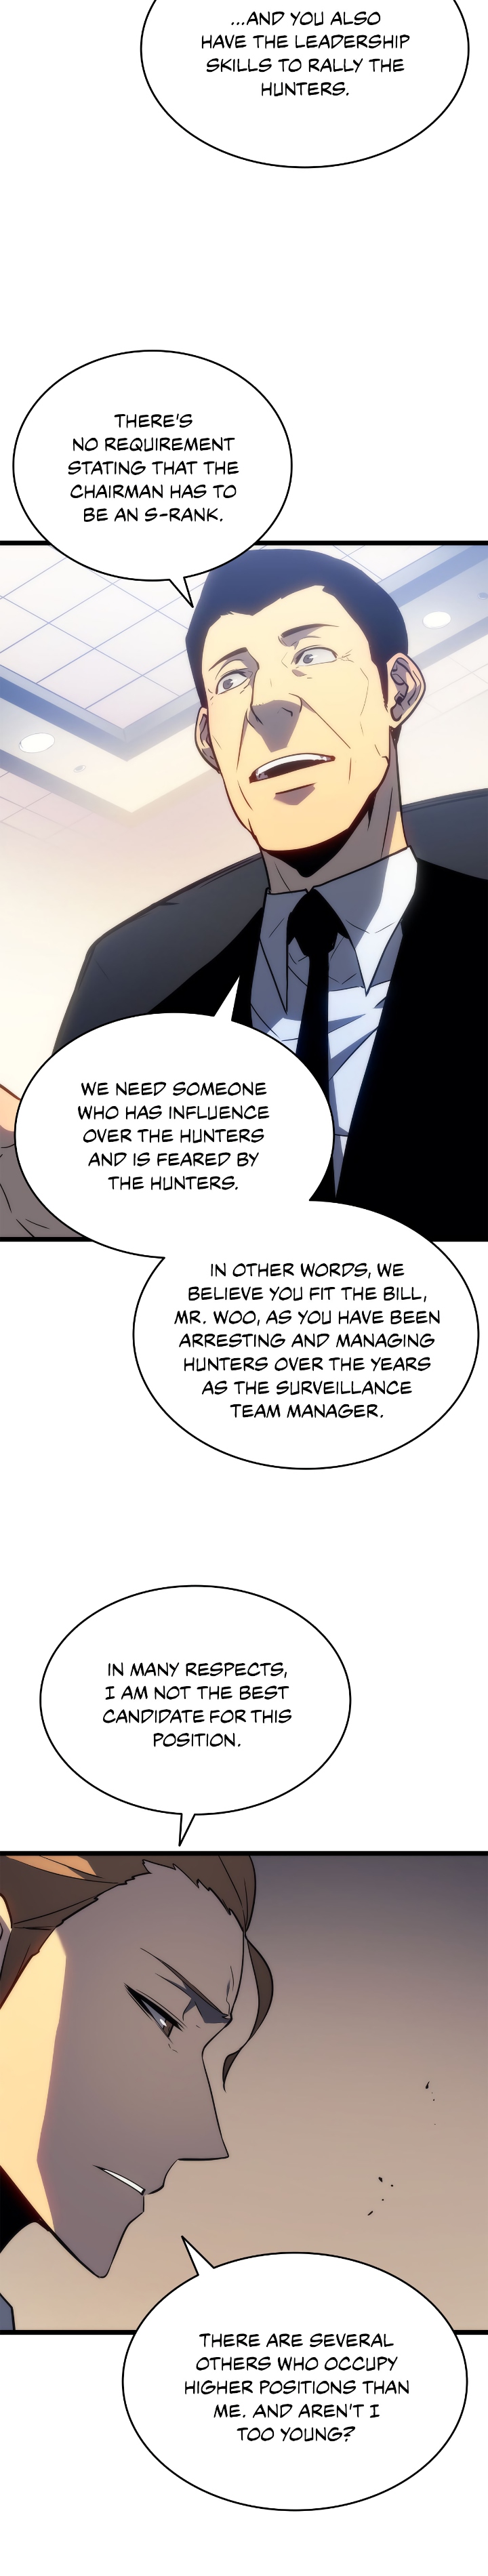 ...AND YOU ALSO
HAVE THE LEADERSHIP
SKILLS TO RALLY THE
HUNTERS.
THERE'S
NO REQUIREMENT
STATING THAT THE
CHAIRMAN HAS TO
BE AN S-RANK.
WE NEED SOMEONE
WHO HAS INFLUENCE
OVER THE HUNTERS
AND IS FEARED BY
THE HUNTERS.
IN OTHER WORDS, WE
BELIEVE YOU FIT THE BILL,
MR. WOO, AS YOU HAVE BEEN
ARRESTING AND MANAGING
HUNTERS OVER THE YEARS
AS THE SURVEILLANCE
TEAM MANAGER.
IN MANY RESPECTS,
I AM NOT THE BEST
CANDIDATE FOR THIS
POSITION.
THERE ARE SEVERAL
OTHERS WHO OCCUPY
HIGHER POSITIONS THAN
ME. AND AREN'T I
TOO YOUNG?